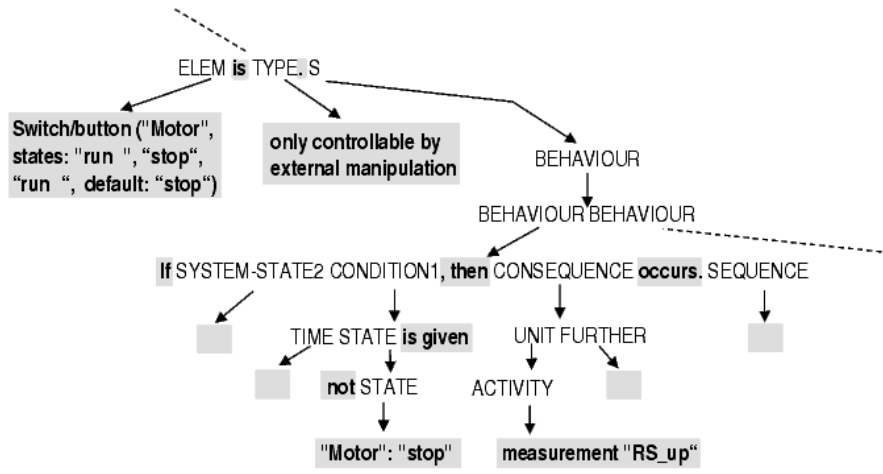 ELEM is TYPE. S
Switch/button ("Motor",
states: "run ", “stop“,
“run “, default: “stop“)
only controllable by
external manipulation
BEHAVIOUR
BEHAVIOUR BEHAVIOUR
If SYSTEM-STATE2 CONDITION1, then CONSEQUENCE occurs. SEQUENCE
TIME STATE is given
UNIT FURTHER
not STATE
ACTIVITY
"Motor": "stop"
measurement "RS_up“